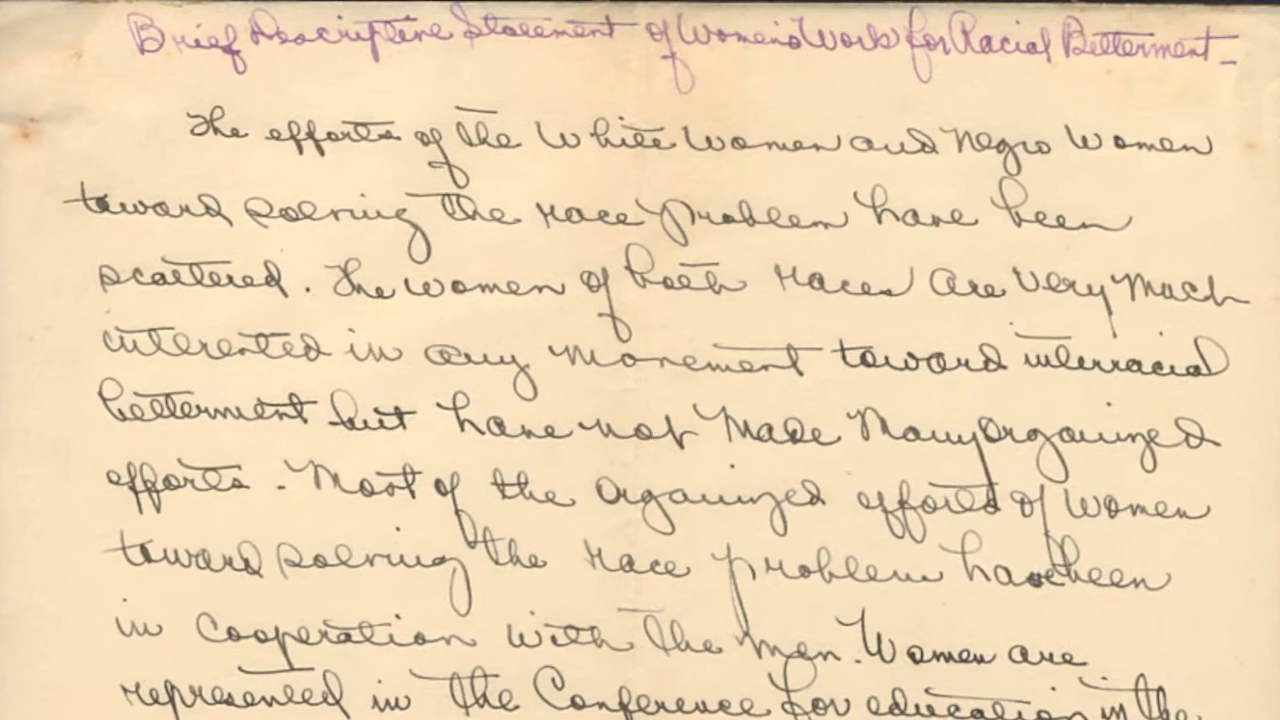 Brief Descriptive Statement of Women's Work for Racial Betterment -
The efforts of the White Women and Negro Women
toward solving the race problem have been
scattered. The women of both races are very much
interested in any movement toward interracial
betterment but have not made many organized
efforts - Most of the organized efforts of women
toward solving the race problem have been
in cooperation with the men. Women are
represented in the Conference for education in the